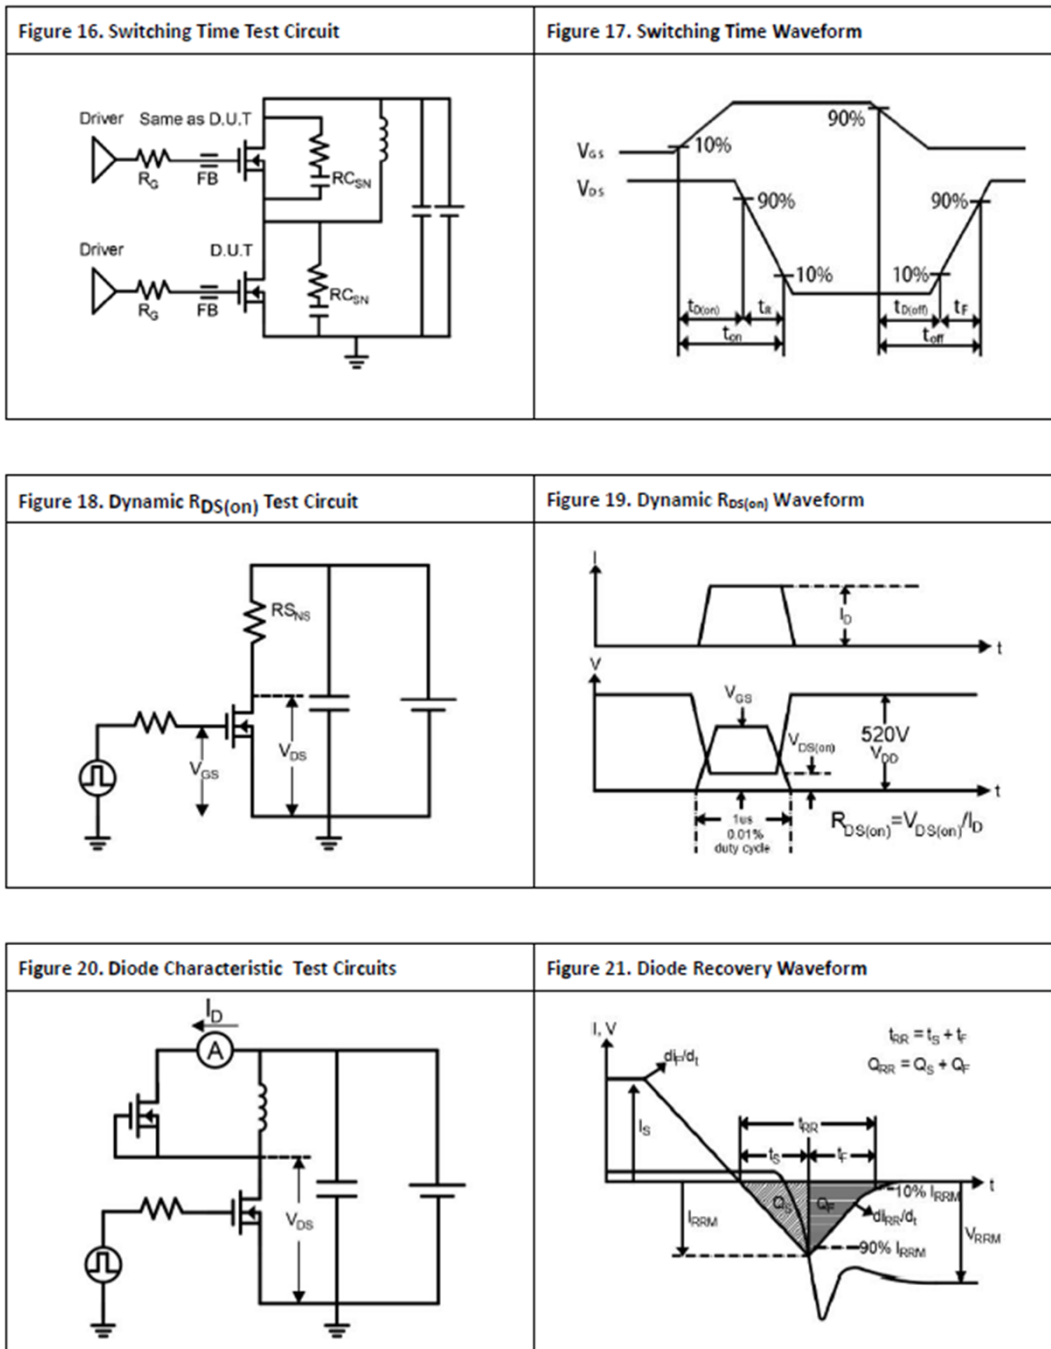 Figure 16. Switching Time Test Circuit
Driver Same as D.U.T
RG FB
RCSN
Driver D.U.T
RG FB
RCSN
Figure 17. Switching Time Waveform
VGS
10%
90%
VDS
90%
90%
10%
10%
tD(on) tR
ton
tD(off) tF
toff
Figure 18. Dynamic RDS(on) Test Circuit
RSNS
VGS
VDS
Figure 19. Dynamic RDS(on) Waveform
I
ID
t
V
VGS
VDS(on)
520V
VDD
t
1us
0.01%
duty cycle
RDS(on)=VDS(on)/ID
Figure 20. Diode Characteristic Test Circuits
ID
A
VDS
Figure 21. Diode Recovery Waveform
I, V
diF/dt
tRR = tS + tF
QRR = QS + QF
IS
tRR
tS tF
t
QS QF
10% IRRM
diRR/dt
IRRM
VRRM
90% IRRM